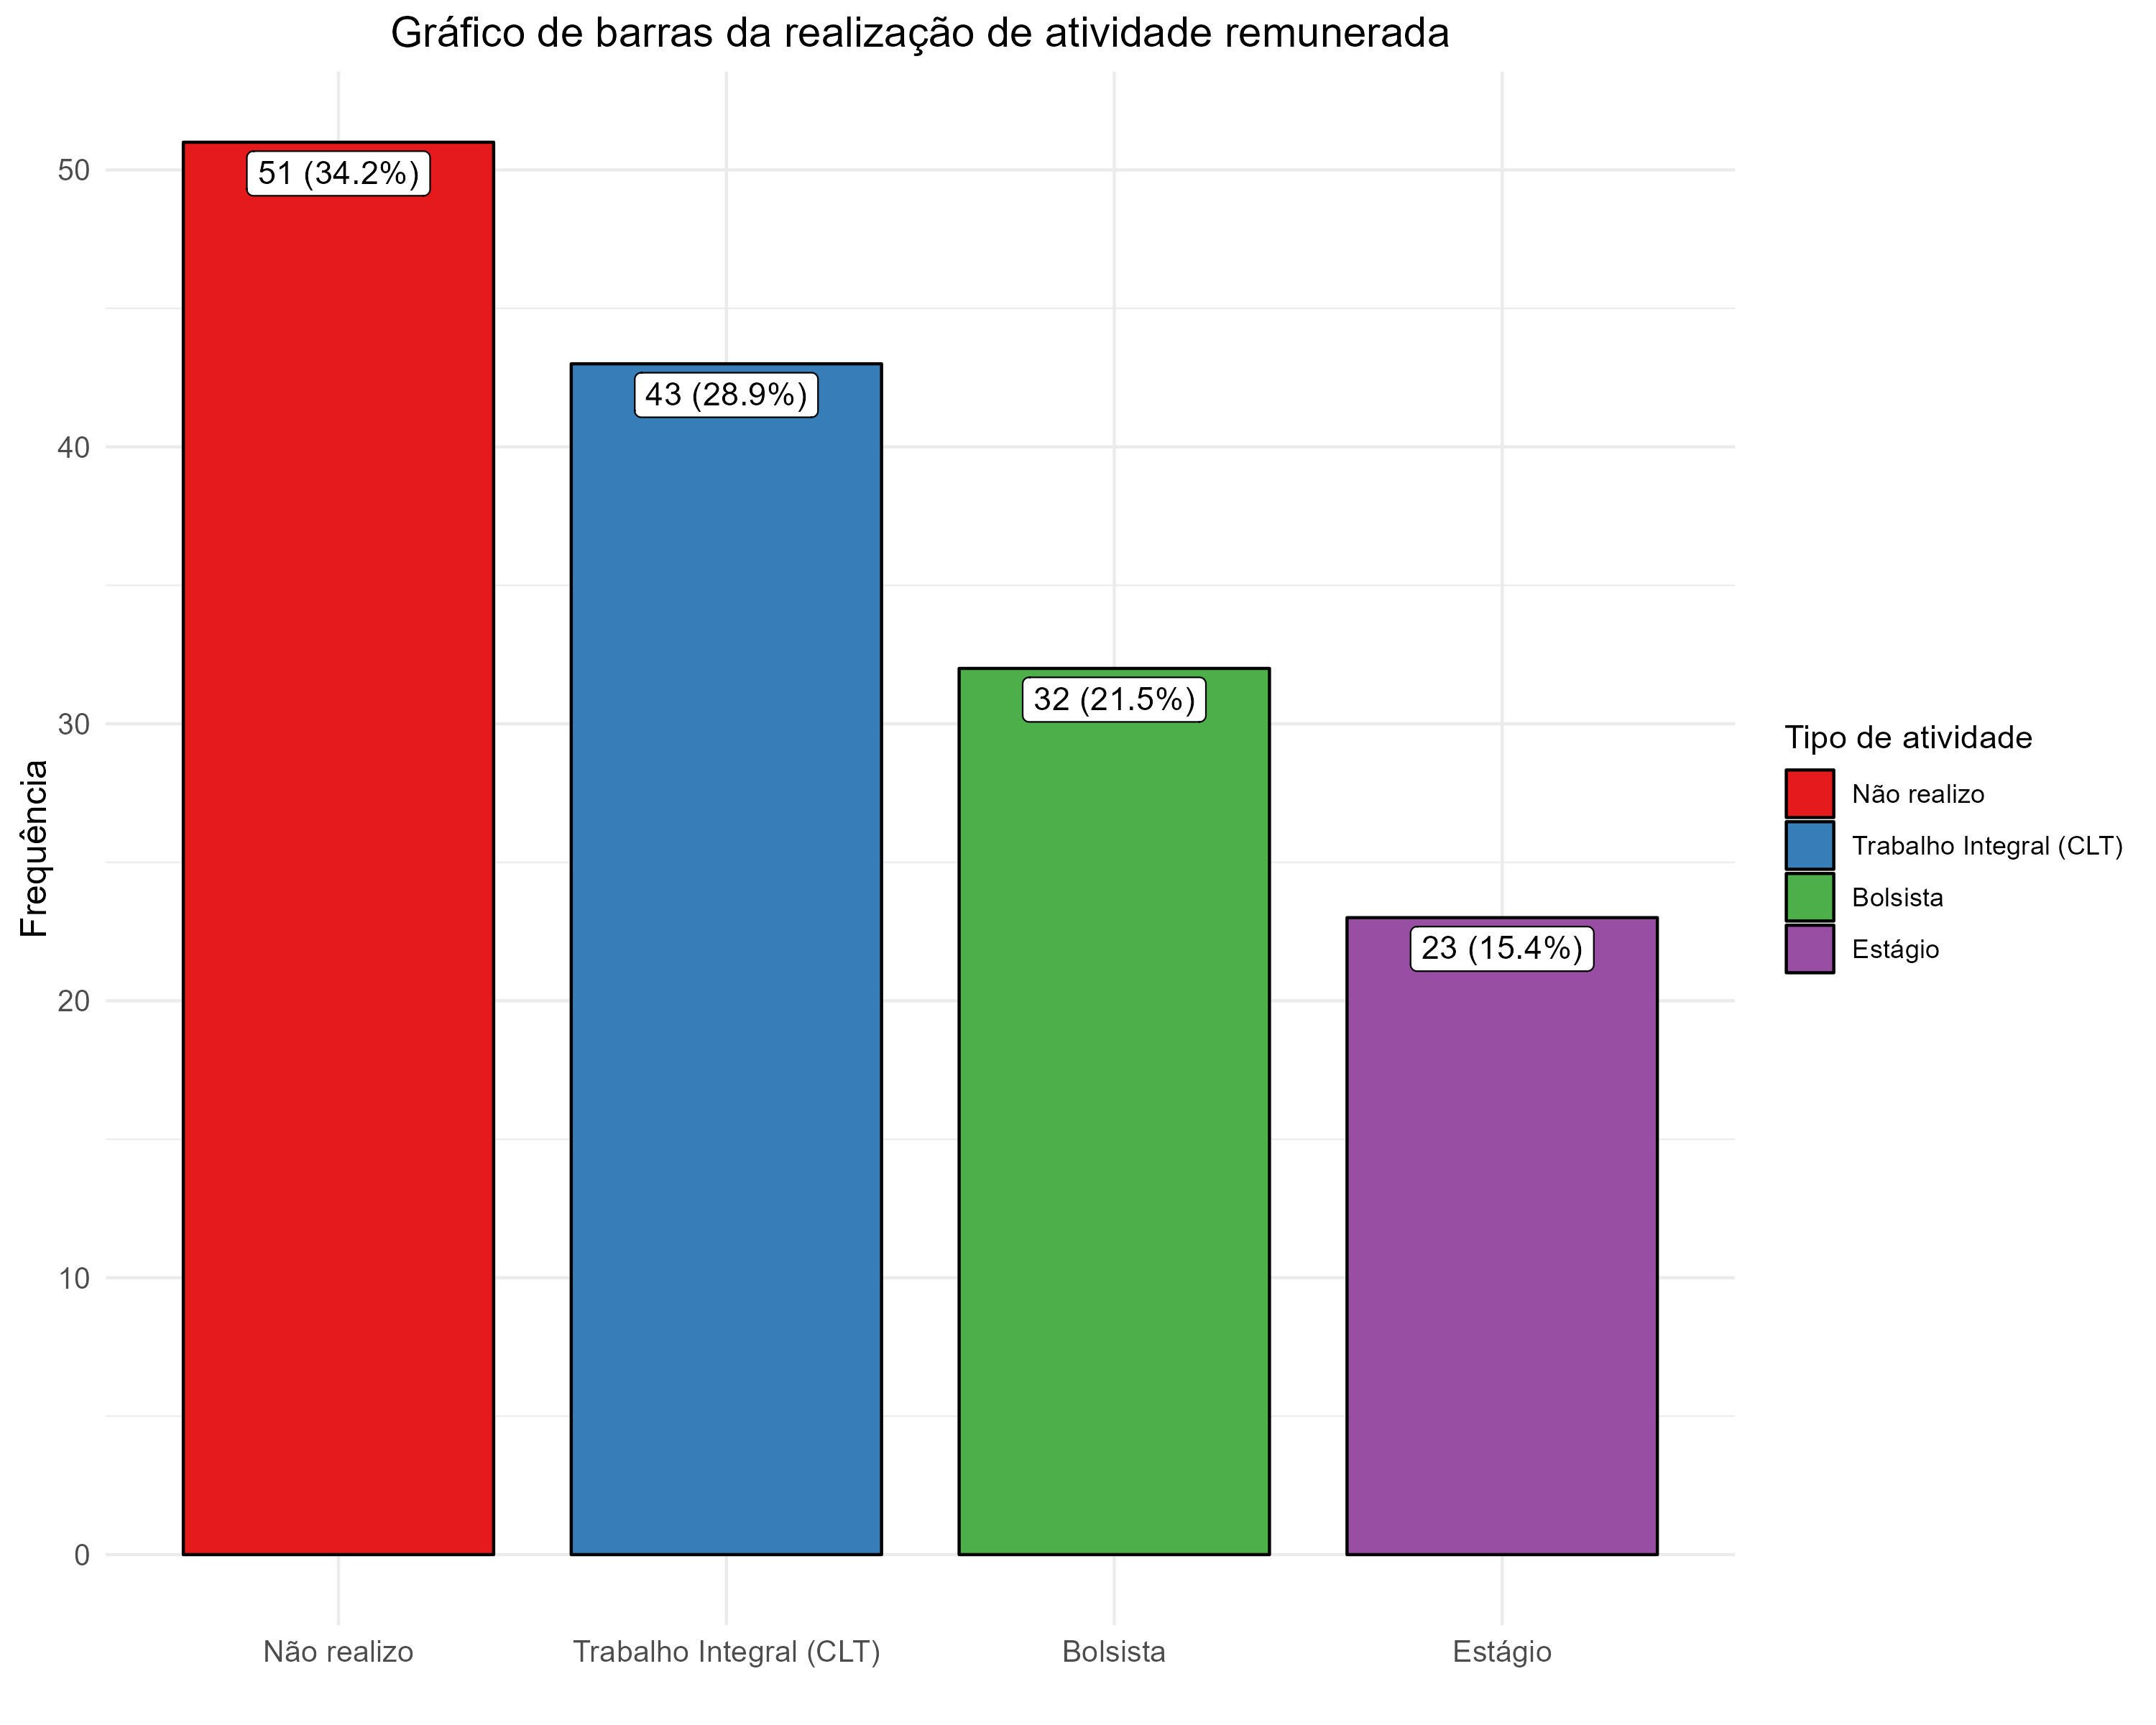 Gráfico de barras da realização de atividade remunerada
Frequência
50
40
30
20
10
0
51 (34.2%)
43 (28.9%)
32 (21.5%)
23 (15.4%)
Não realizo
Trabalho Integral (CLT)
Bolsista
Estágio
Tipo de atividade
Não realizo
Trabalho Integral (CLT)
Bolsista
Estágio